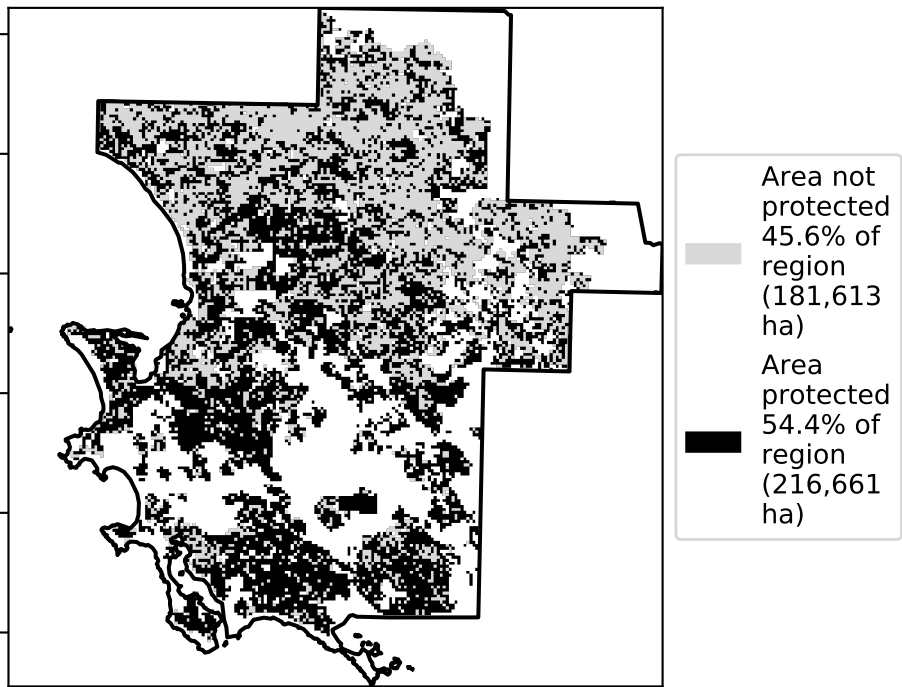 Area not
protected
45.6% of
region
(181,613
ha)
Area
protected
54.4% of
region
(216,661
ha)